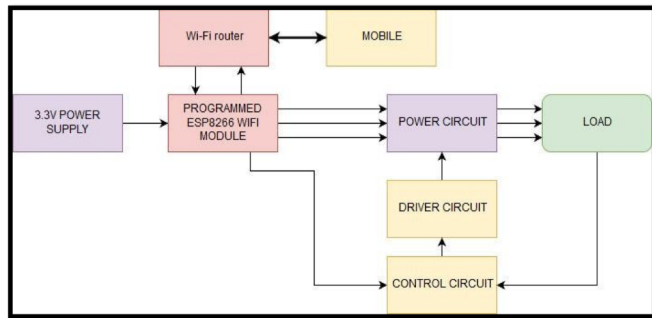 Wi-Fi router
MOBILE
3.3V POWER
SUPPLY
PROGRAMMED
ESP8266 WIFI
MODULE
POWER CIRCUIT
LOAD
DRIVER CIRCUIT
CONTROL CIRCUIT